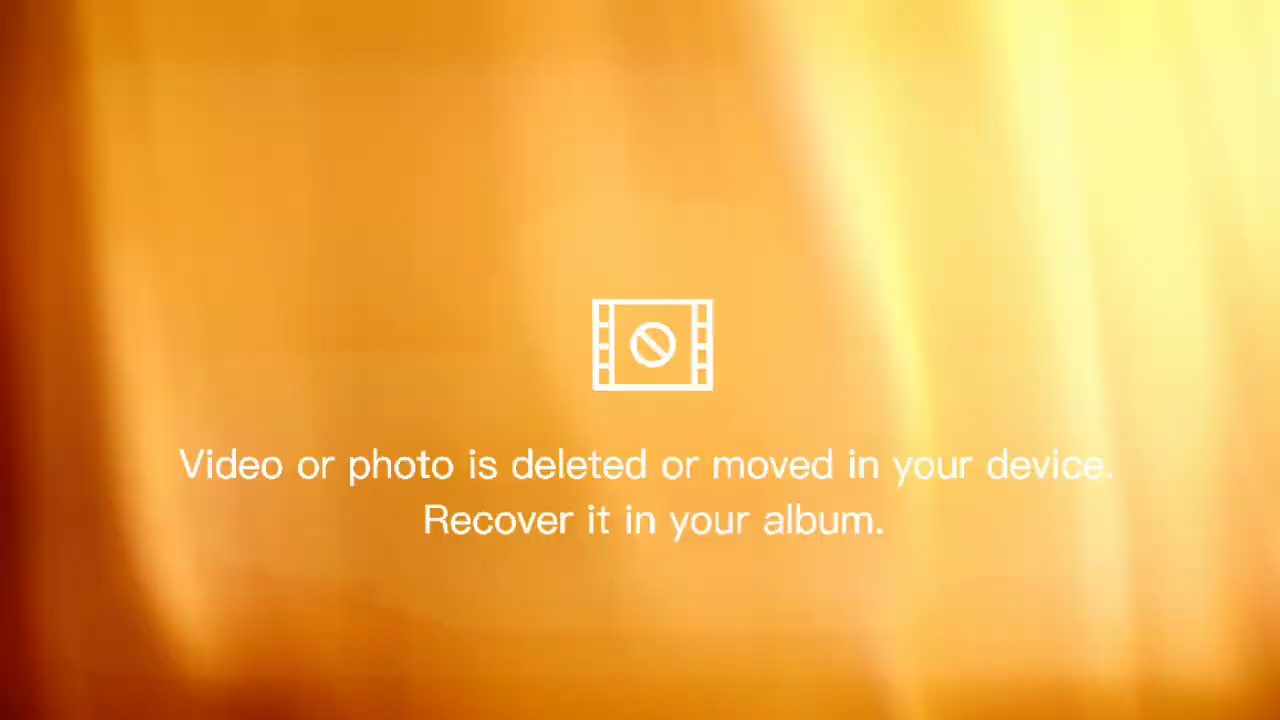 Video or photo is deleted or moved in your device.
Recover it in your album.